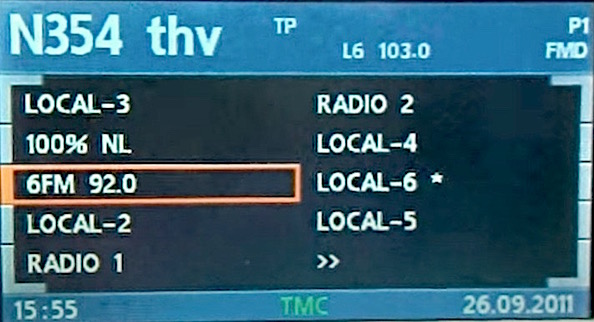 N354 thv TP L6 103.0 P1 FMD
LOCAL-3 RADIO 2
100% NL LOCAL-4
6FM 92.0 LOCAL-6 *
LOCAL-2 LOCAL-5
RADIO 1 >>
15:55 TMC 26.09.2011